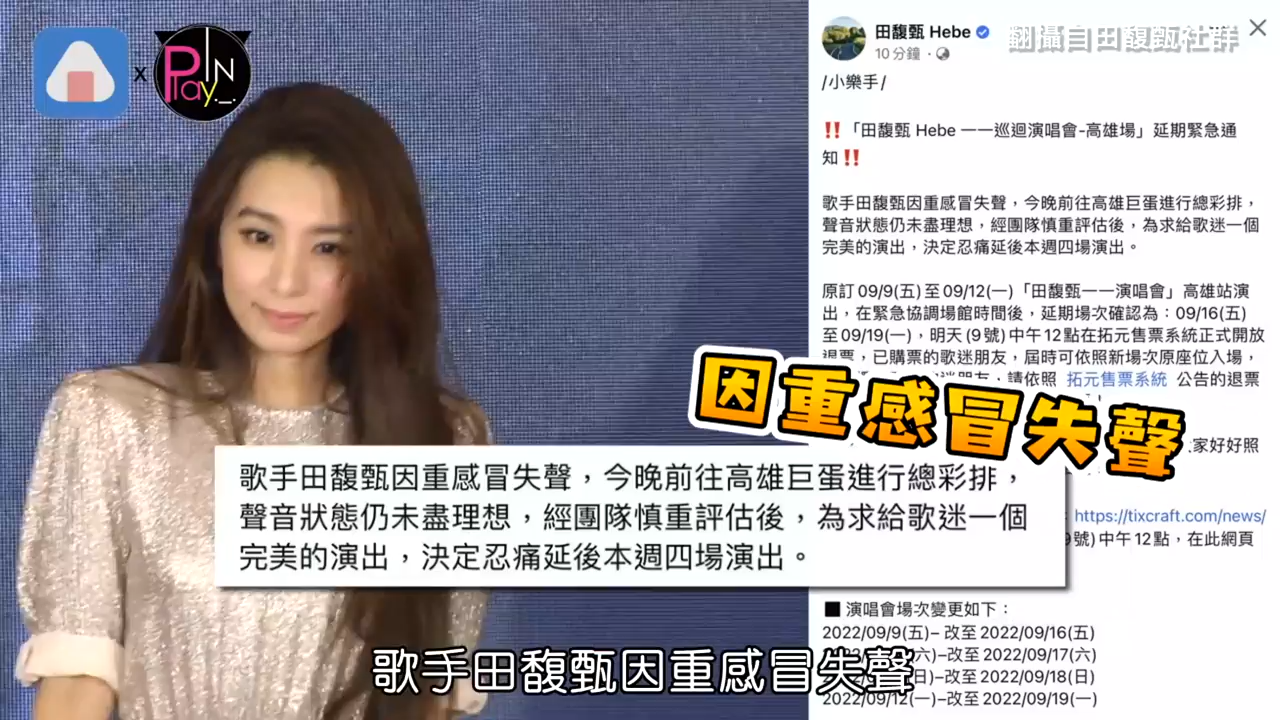 x
Play IN
翻攝自田馥甄社群
田馥甄 Hebe
10 分鐘 ·
/小樂手/
‼️「田馥甄 Hebe 一一巡迴演唱會-高雄場」延期緊急通
知‼️
歌手田馥甄因重感冒失聲，今晚前往高雄巨蛋進行總彩排，
聲音狀態仍未盡理想，經團隊慎重評估後，為求給歌迷一個
完美的演出，決定忍痛延後本週四場演出。
原訂 09/9(五) 至 09/12(一)「田馥甄一一演唱會」高雄站演
出，在緊急協調場館時間後，延期場次確認為：09/16(五)
至 09/19(一)，明天 (9號) 中午 12點在拓元售票系統正式開放
退票，已購票的歌迷朋友，屆時可依照新場次原座位入場，
請依照 拓元售票系統 公告的退票
家好好照
https://tixcraft.com/news/
9號) 中午 12點，在此網頁
■ 演唱會場次變更如下：
2022/09/9(五)– 改至 2022/09/16(五)
六)–改至 2022/09/17(六)
日)–改至 2022/09/18(日)
2022/09/12(一)–改至 2022/09/19(一)
因重感冒失聲
歌手田馥甄因重感冒失聲，今晚前往高雄巨蛋進行總彩排，
聲音狀態仍未盡理想，經團隊慎重評估後，為求給歌迷一個
完美的演出，決定忍痛延後本週四場演出。
歌手田馥甄因重感冒失聲